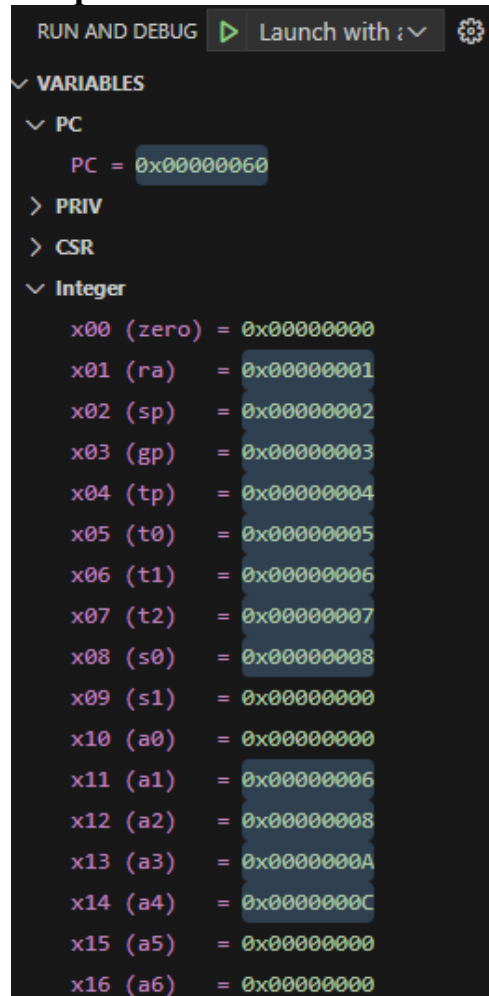 RUN AND DEBUG Launch with
VARIABLES
PC
PC = 0x00000060
PRIV
CSR
Integer
x00 (zero) = 0x00000000
x01 (ra) = 0x00000001
x02 (sp) = 0x00000002
x03 (gp) = 0x00000003
x04 (tp) = 0x00000004
x05 (t0) = 0x00000005
x06 (t1) = 0x00000006
x07 (t2) = 0x00000007
x08 (s0) = 0x00000008
x09 (s1) = 0x00000000
x10 (a0) = 0x00000000
x11 (a1) = 0x00000006
x12 (a2) = 0x00000008
x13 (a3) = 0x0000000A
x14 (a4) = 0x0000000C
x15 (a5) = 0x00000000
x16 (a6) = 0x00000000